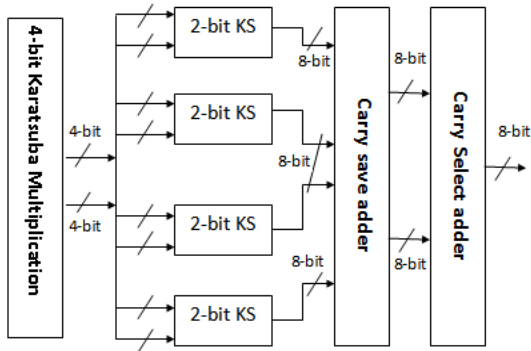 4-bit Karatsuba Multiplication
4-bit
4-bit
2-bit KS
2-bit KS
2-bit KS
2-bit KS
8-bit
8-bit
8-bit
Carry save adder
8-bit
8-bit
Carry Select adder
8-bit